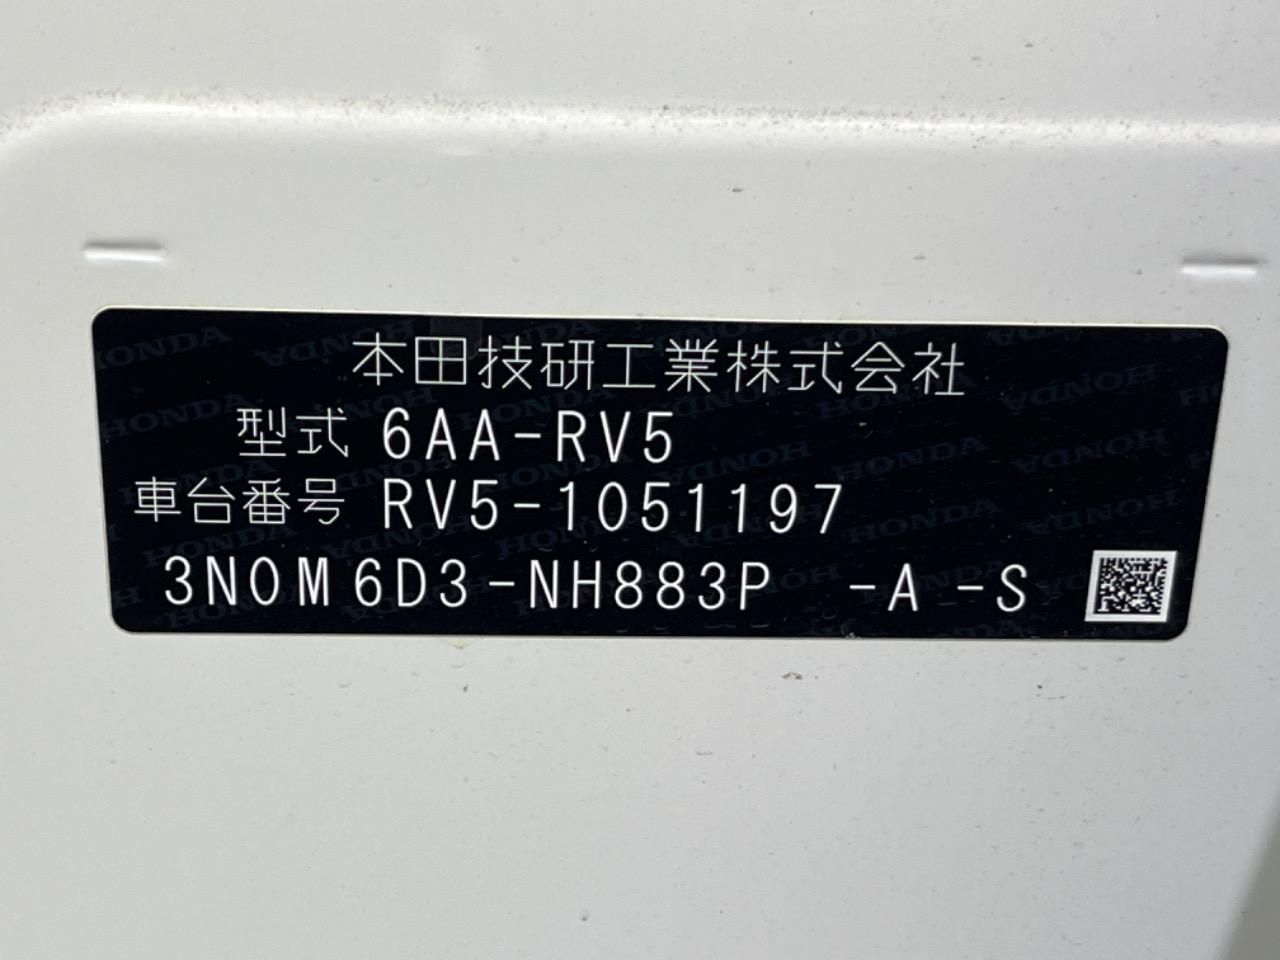 本田技研工業株式会社
型式 6AA-RV5
車台番号 RV5-1051197
3N0M6D3-NH883P -A -S